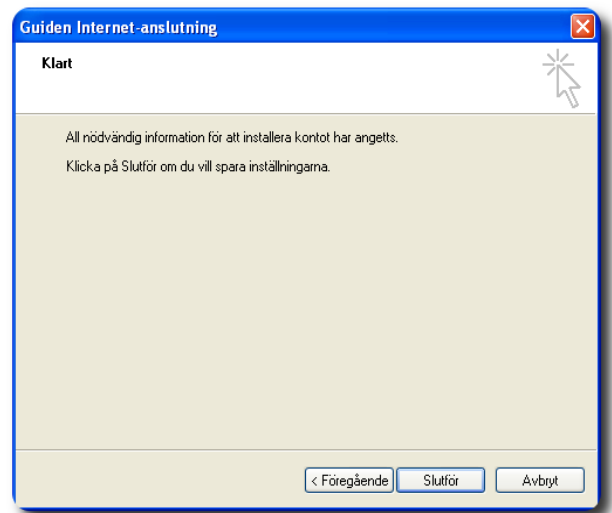 Guiden Internet-anslutning
Klart
All nödvändig information för att installera kontot har angetts.
Klicka på Slutför om du vill spara inställningarna.
< Föregående Slutför Avbryt